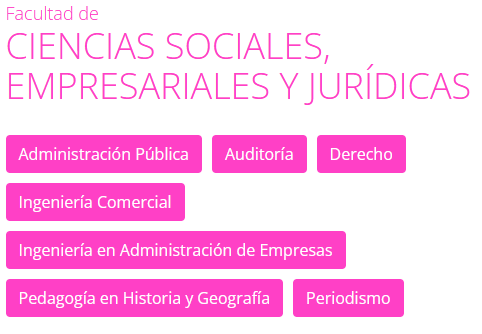 Facultad de
CIENCIAS SOCIALES,
EMPRESARIALES Y JURÍDICAS
Administración Pública Auditoría Derecho
Ingeniería Comercial
Ingeniería en Administración de Empresas
Pedagogía en Historia y Geografía Periodismo